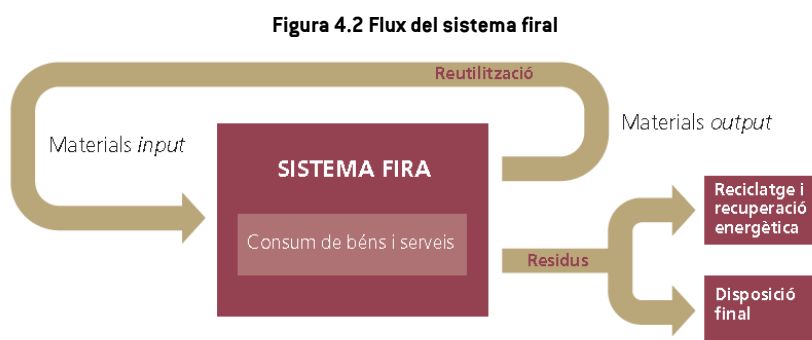 Figura 4.2 Flux del sistema firal
Reutilització
Materials input
Materials output
SISTEMA FIRA
Consum de béns i serveis
Residus
Reciclatge i
recuperació
energètica
Disposició
final